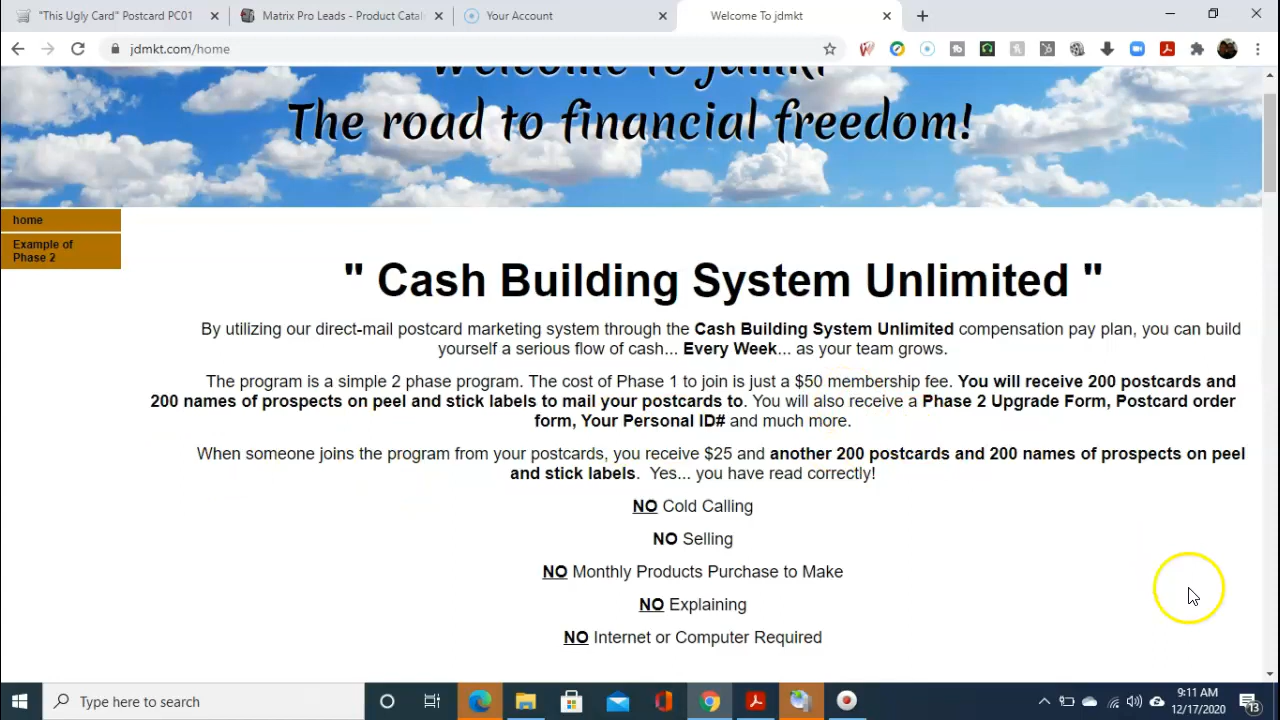 "This Ugly Card" Postcard PC01
Matrix Pro Leads - Product Catal
Your Account
Welcome To jdmkt
jdmkt.com/home
Welcome To jdmkt
The road to financial freedom!
home
Example of
Phase 2
" Cash Building System Unlimited "
By utilizing our direct-mail postcard marketing system through the Cash Building System Unlimited compensation pay plan, you can build
yourself a serious flow of cash... Every Week... as your team grows.
The program is a simple 2 phase program. The cost of Phase 1 to join is just a $50 membership fee. You will receive 200 postcards and
200 names of prospects on peel and stick labels to mail your postcards to. You will also receive a Phase 2 Upgrade Form, Postcard order
form, Your Personal ID# and much more.
When someone joins the program from your postcards, you receive $25 and another 200 postcards and 200 names of prospects on peel
and stick labels. Yes... you have read correctly!
NO Cold Calling
NO Selling
NO Monthly Products Purchase to Make
NO Explaining
NO Internet or Computer Required
Type here to search
9:11 AM
12/17/2020
13